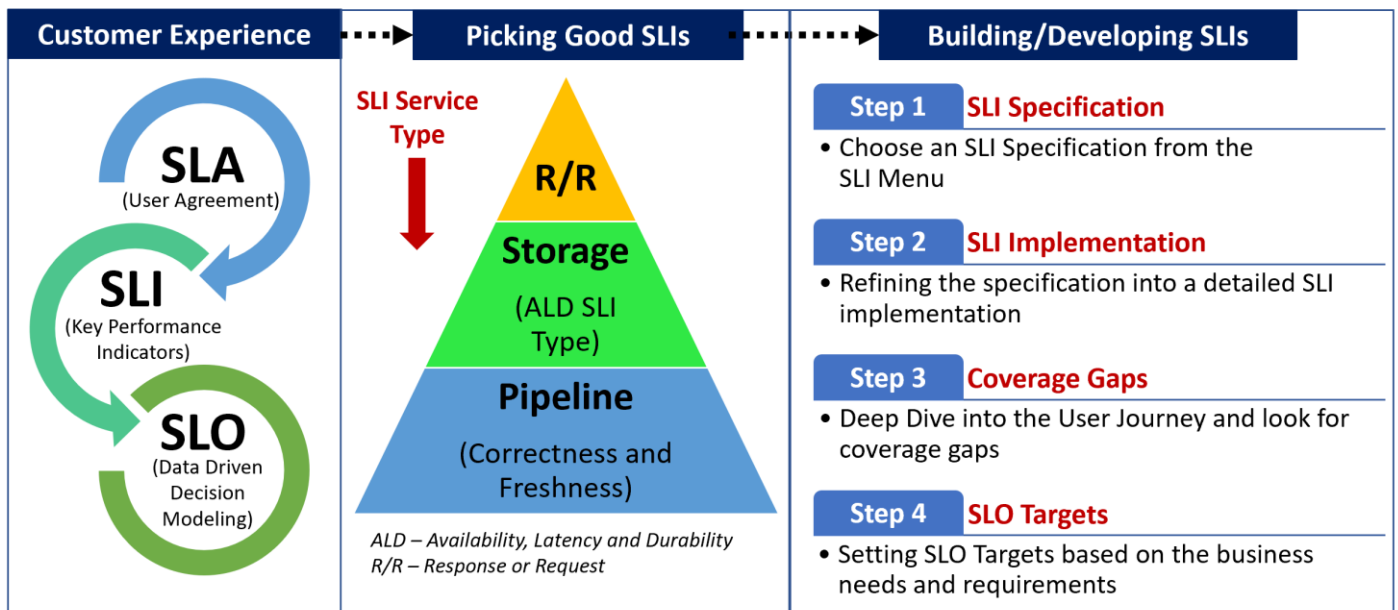 Customer Experience
SLA
(User Agreement)
SLI
(Key Performance
Indicators)
SLO
(Data Driven
Decision
Modeling)
Picking Good SLIs
SLI Service
Type
R/R
Storage
(ALD SLI
Type)
Pipeline
(Correctness and
Freshness)
ALD – Availability, Latency and Durability
R/R – Response or Request
Building/Developing SLIs
Step 1 SLI Specification
• Choose an SLI Specification from the
SLI Menu
Step 2 SLI Implementation
• Refining the specification into a detailed SLI
implementation
Step 3 Coverage Gaps
• Deep Dive into the User Journey and look for
coverage gaps
Step 4 SLO Targets
• Setting SLO Targets based on the business
needs and requirements